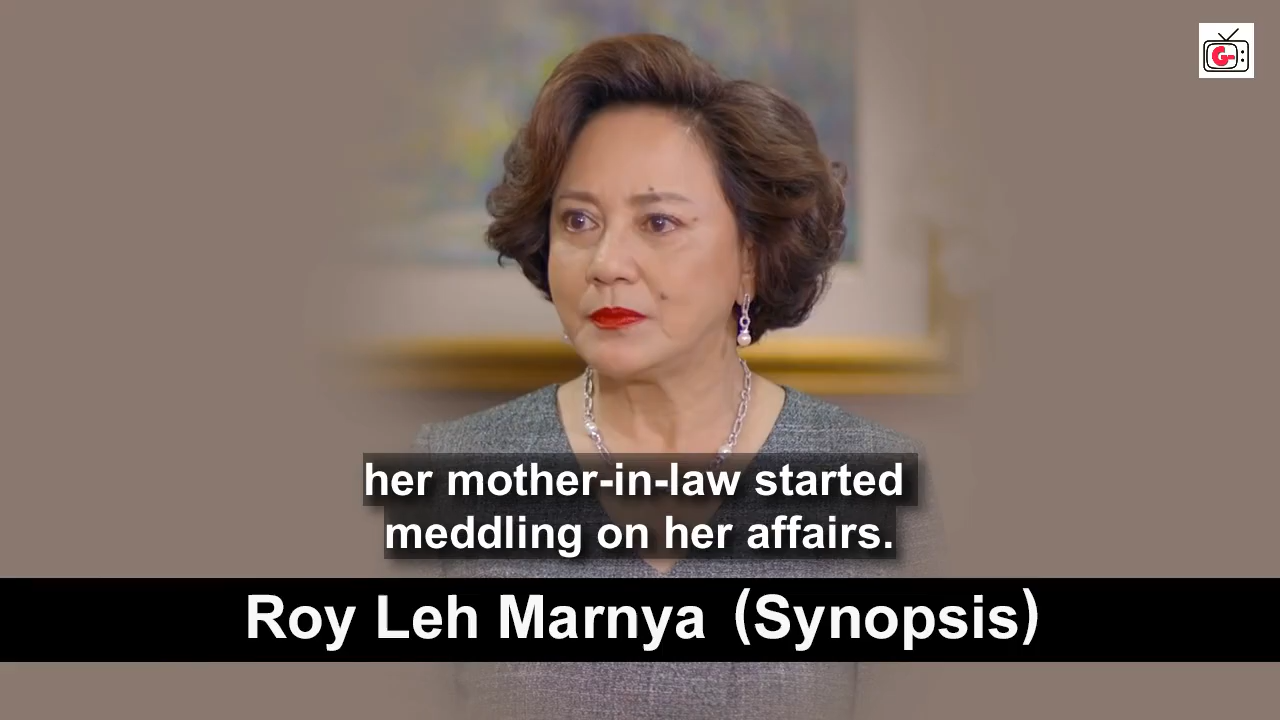 her mother-in-law started
meddling on her affairs.
Roy Leh Marnya (Synopsis)